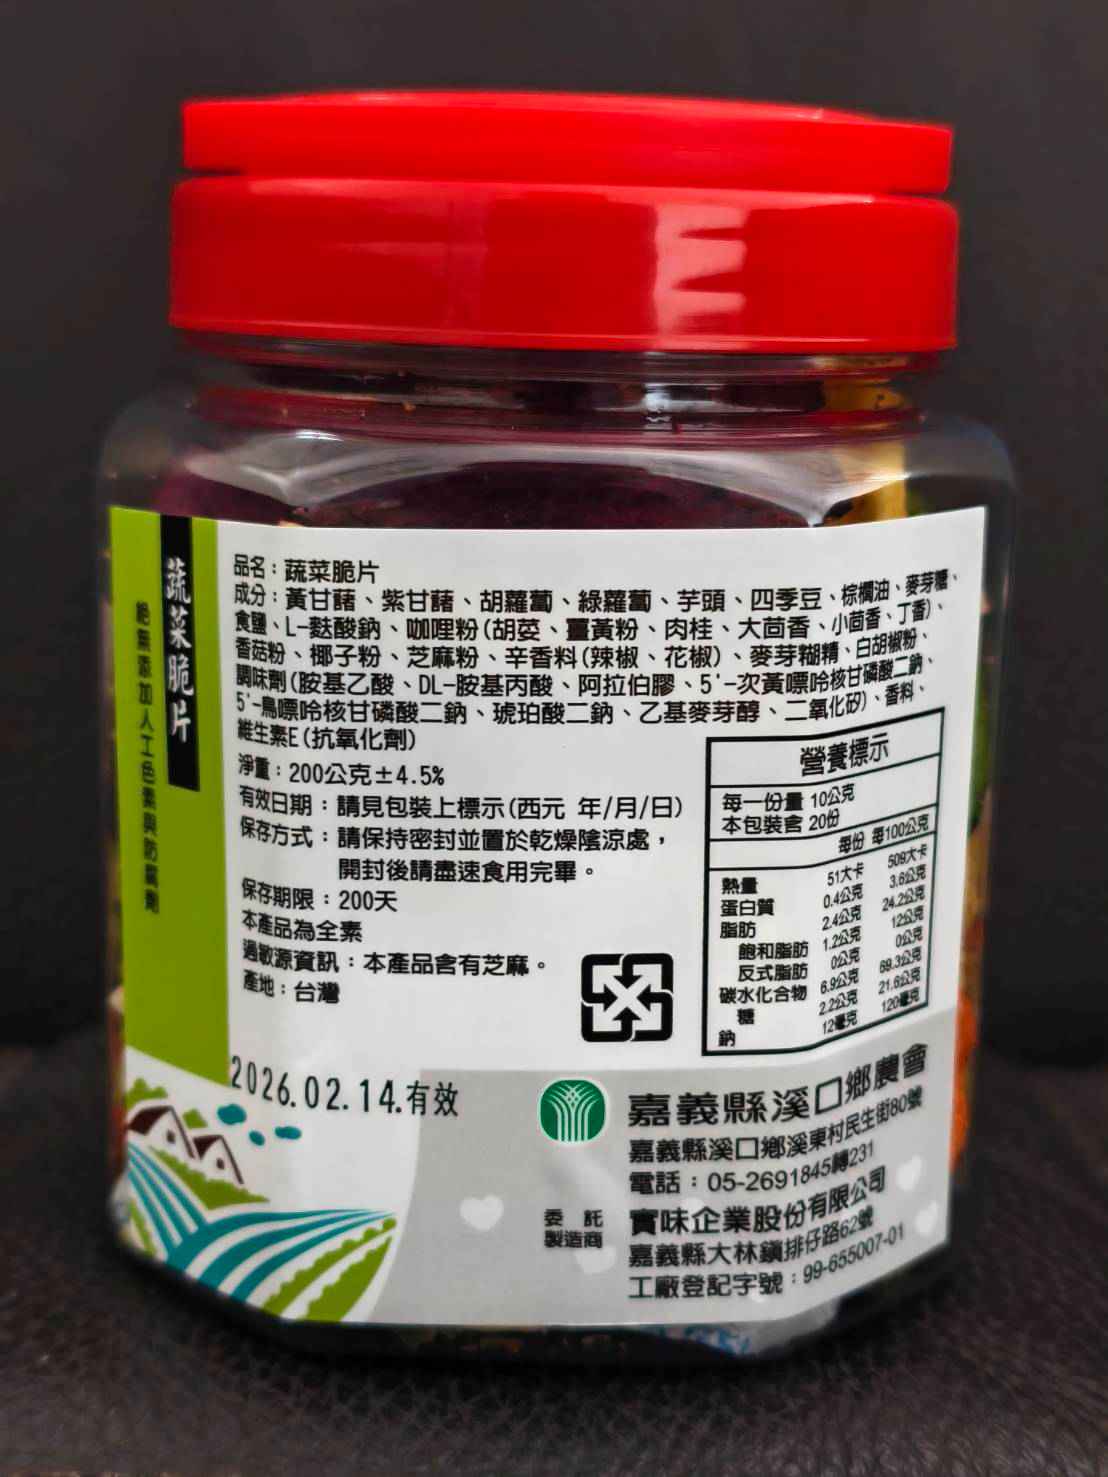 蔬菜脆片
絕無添加人工色素與防腐劑
品名：蔬菜脆片
成分：黃甘藷、紫甘藷、胡蘿蔔、綠蘿蔔、芋頭、四季豆、棕櫚油、麥芽糖、
食鹽、L-麩酸鈉、咖哩粉(胡荽、薑黃粉、肉桂、大茴香、小茴香、丁香)、
香菇粉、椰子粉、芝麻粉、辛香料(辣椒、花椒)、麥芽糊精、白胡椒粉、
調味劑(胺基乙酸、DL-胺基丙酸、阿拉伯膠、5'-次黃嘌呤核甘磷酸二鈉、
5'-鳥嘌呤核甘磷酸二鈉、琥珀酸二鈉、乙基麥芽醇、二氧化矽)、香料、
維生素E(抗氧化劑)
淨重：200公克±4.5%
有效日期：請見包裝上標示(西元 年/月/日)
保存方式：請保持密封並置於乾燥陰涼處，
開封後請盡速食用完畢。
保存期限：200天
本產品為全素
過敏源資訊：本產品含有芝麻。
產地：台灣
營養標示
每一份量 10公克
本包裝含 20份
每份 每100公克
熱量 51大卡 509大卡
蛋白質 0.4公克 3.6公克
脂肪 2.4公克 24.2公克
飽和脂肪 1.2公克 12公克
反式脂肪 0公克 0公克
碳水化合物 6.9公克 69.3公克
糖 2.2公克 21.6公克
鈉 12毫克 120毫克
2026.02.14.有效
嘉義縣溪口鄉農會
嘉義縣溪口鄉溪東村民生街80號
電話：05-2691845轉231
委託製造商
實味企業股份有限公司
嘉義縣大林鎮排仔路62號
工廠登記字號：99-655007-01